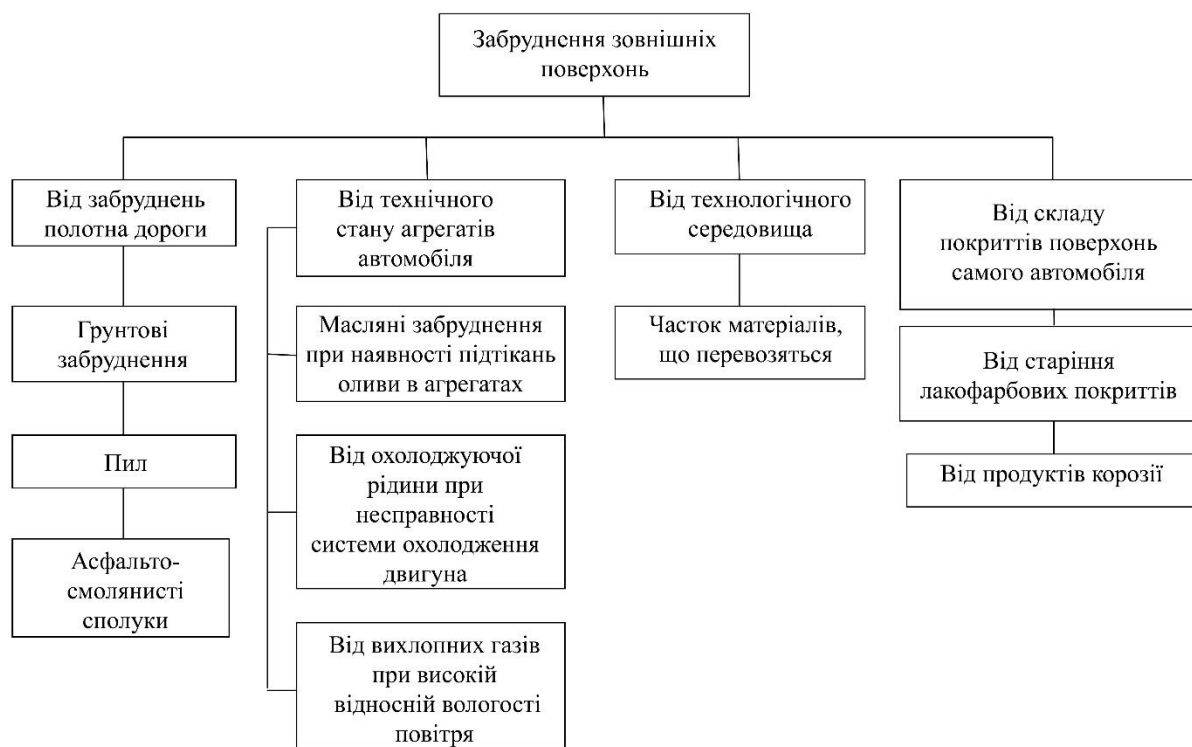 Забруднення зовнішніх
поверхонь
Від забруднень
полотна дороги
Грунтові
забруднення
Пил
Асфальто-
смолянисті
сполуки
Від технічного
стану агрегатів
автомобіля
Масляні забруднення
при наявності підтікань
оливи в агрегатах
Від охолоджуючої
рідини при
несправності
системи охолодження
двигуна
Від вихлопних газів
при високій
відносній вологості
повітря
Від технологічного
середовища
Часток матеріалів,
що перевозяться
Від складу
покриттів поверхонь
самого автомобіля
Від старіння
лакофарбових покриттів
Від продуктів корозії